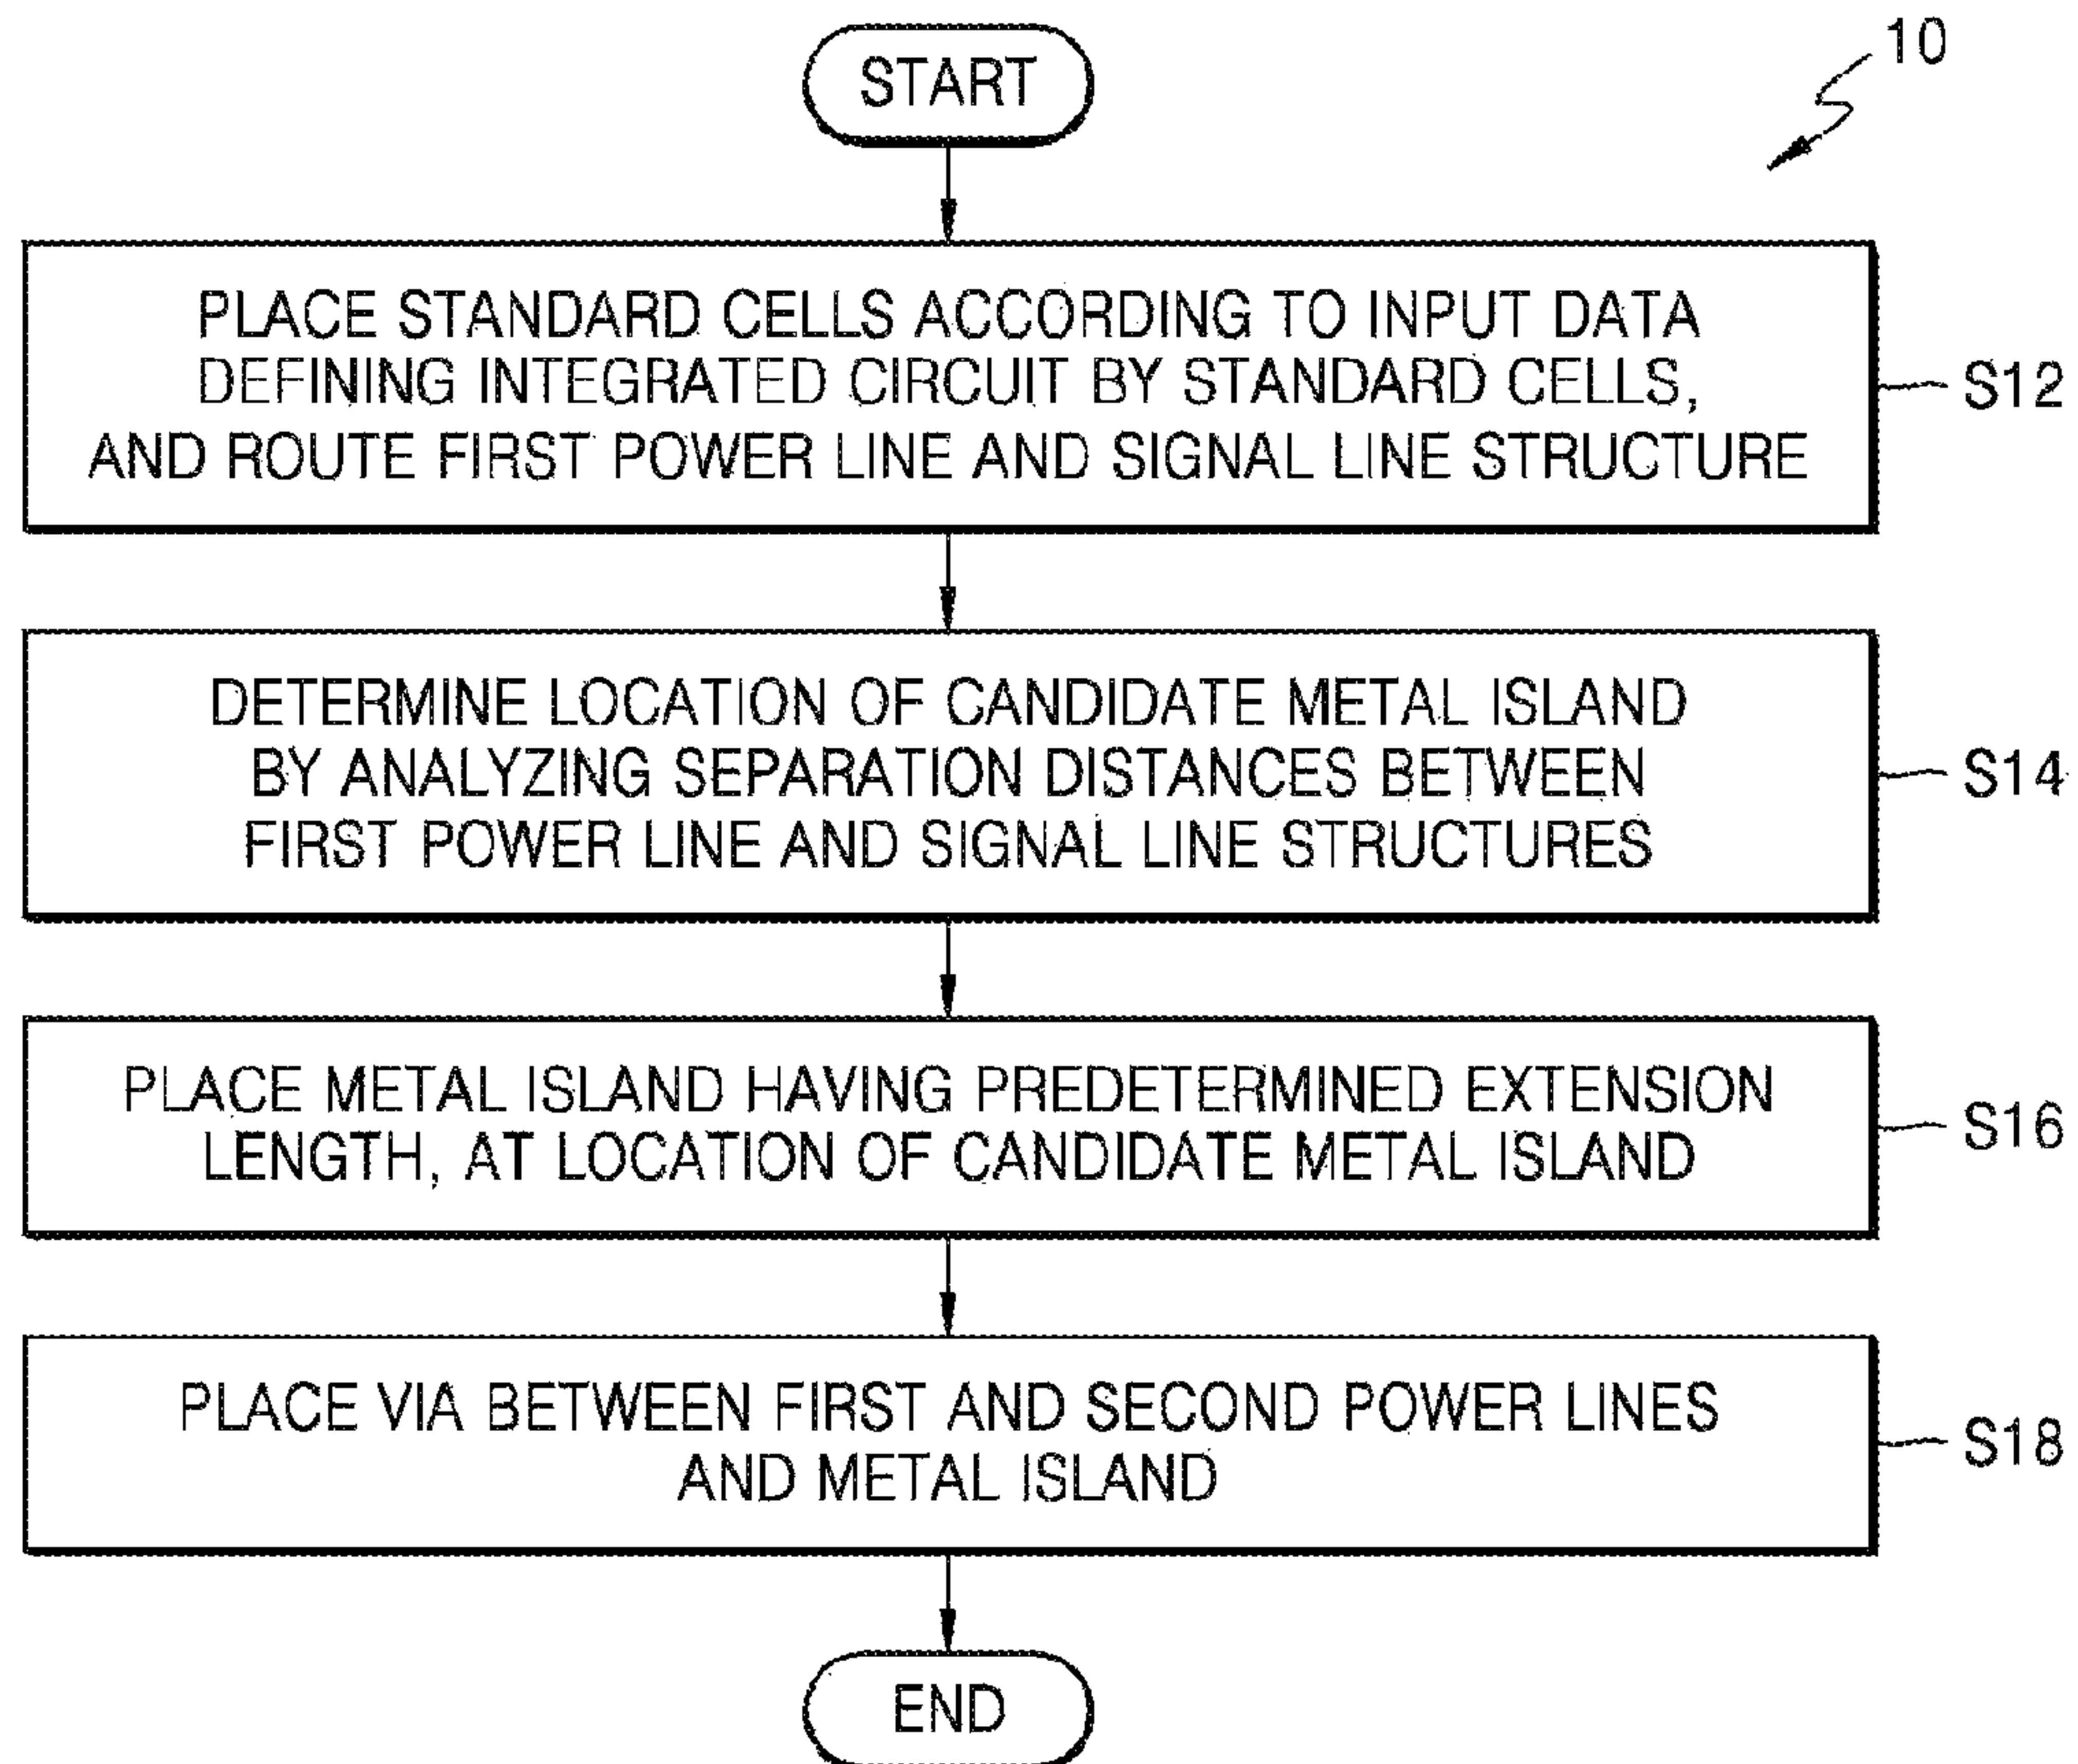 10
START
PLACE STANDARD CELLS ACCORDING TO INPUT DATA
DEFINING INTEGRATED CIRCUIT BY STANDARD CELLS,
AND ROUTE FIRST POWER LINE AND SIGNAL LINE STRUCTURE
S12
DETERMINE LOCATION OF CANDIDATE METAL ISLAND
BY ANALYZING SEPARATION DISTANCES BETWEEN
FIRST POWER LINE AND SIGNAL LINE STRUCTURES
S14
PLACE METAL ISLAND HAVING PREDETERMINED EXTENSION
LENGTH, AT LOCATION OF CANDIDATE METAL ISLAND
S16
PLACE VIA BETWEEN FIRST AND SECOND POWER LINES
AND METAL ISLAND
S18
END